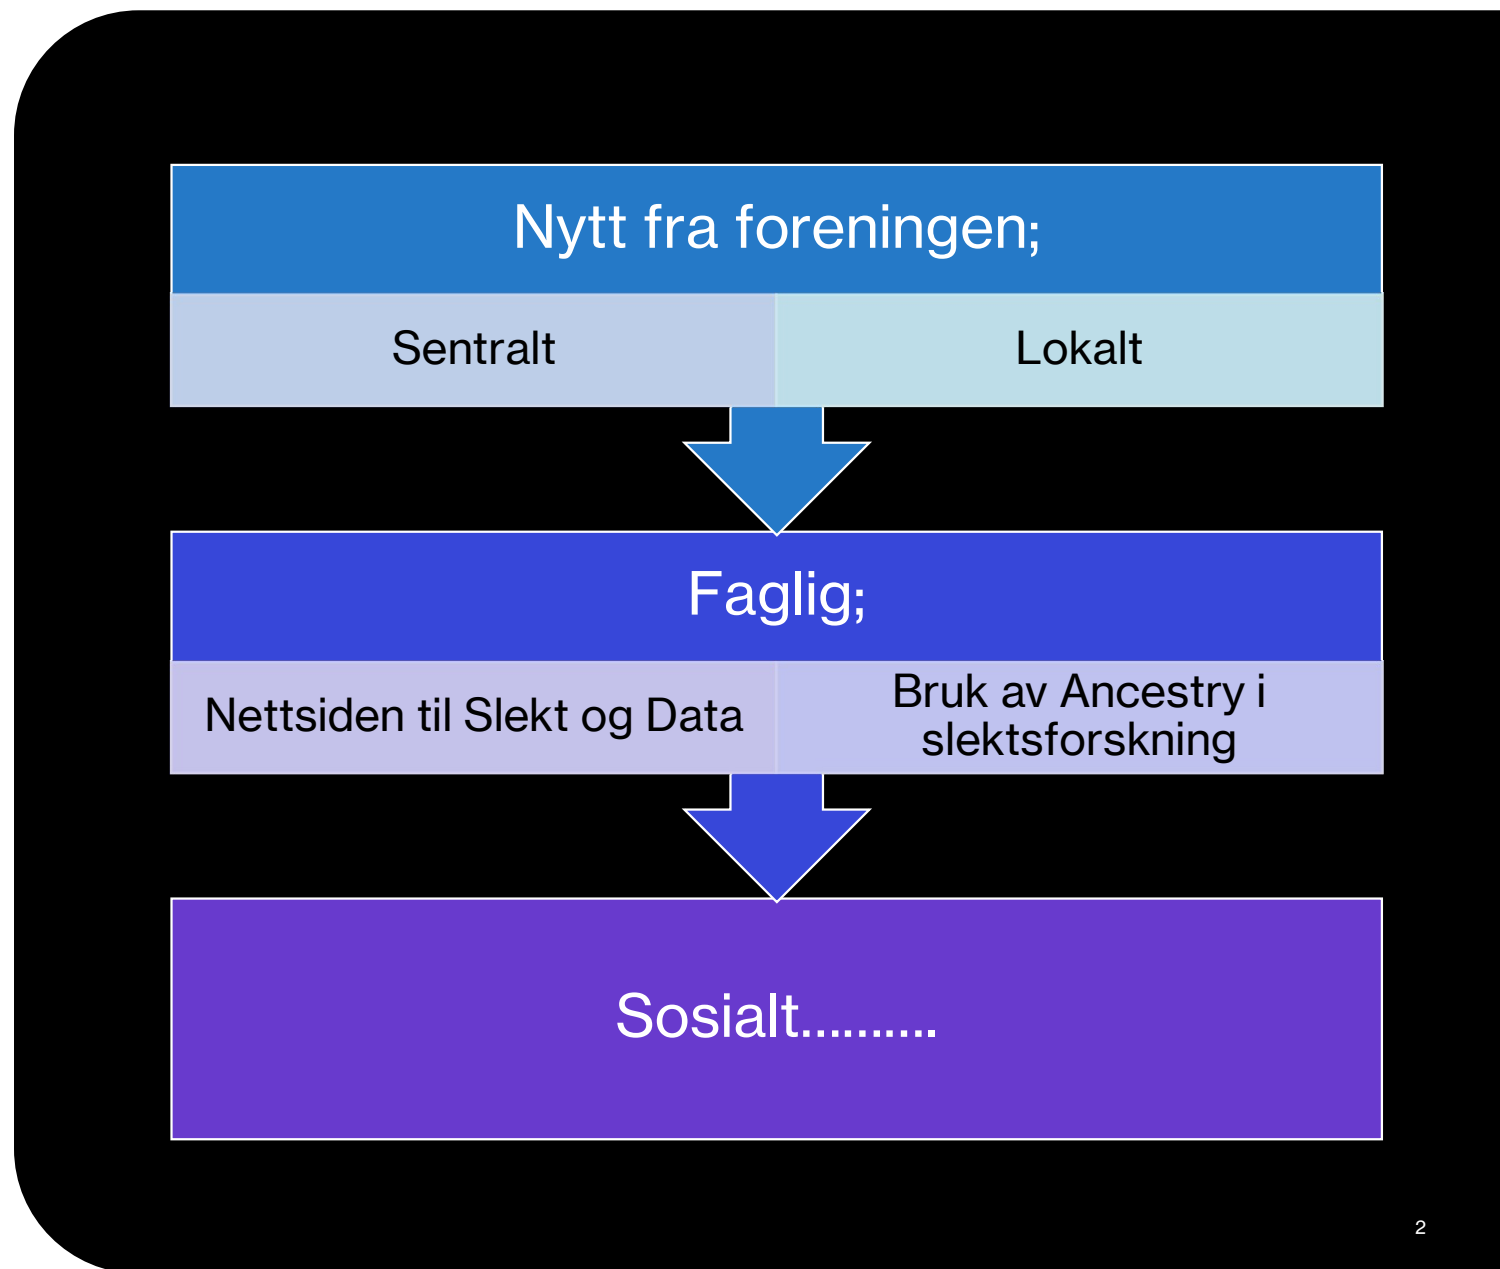 Nytt fra foreningen;
Sentralt
Lokalt
Faglig;
Nettsiden til Slekt og Data
Bruk av Ancestry i
slektsforskning
Sosialt..........
2